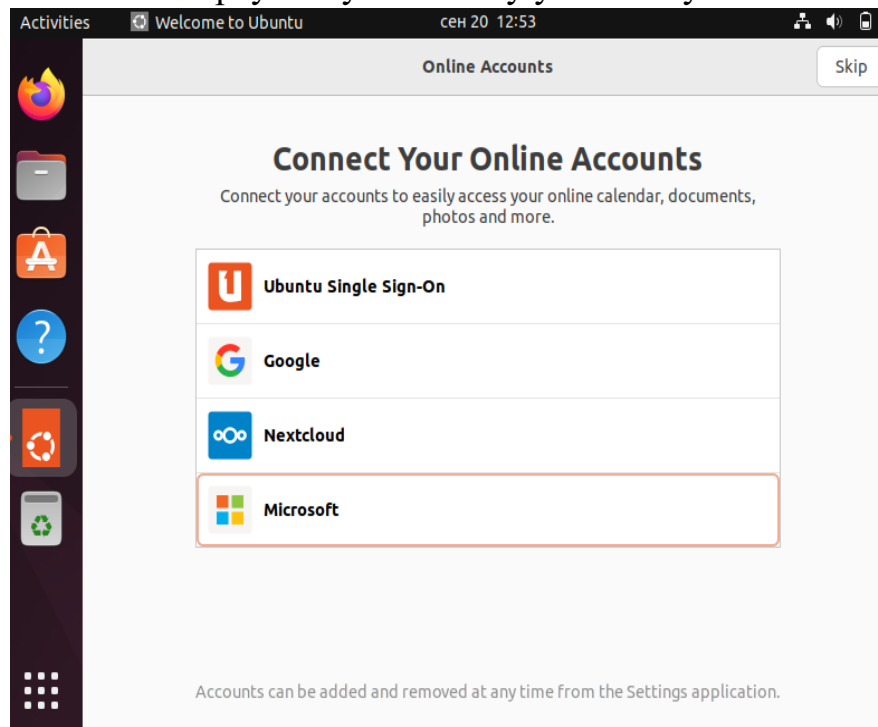 Activities Welcome to Ubuntu сен 20 12:53
Online Accounts Skip
Connect Your Online Accounts
Connect your accounts to easily access your online calendar, documents,
photos and more.
Ubuntu Single Sign-On
Google
Nextcloud
Microsoft
Accounts can be added and removed at any time from the Settings application.